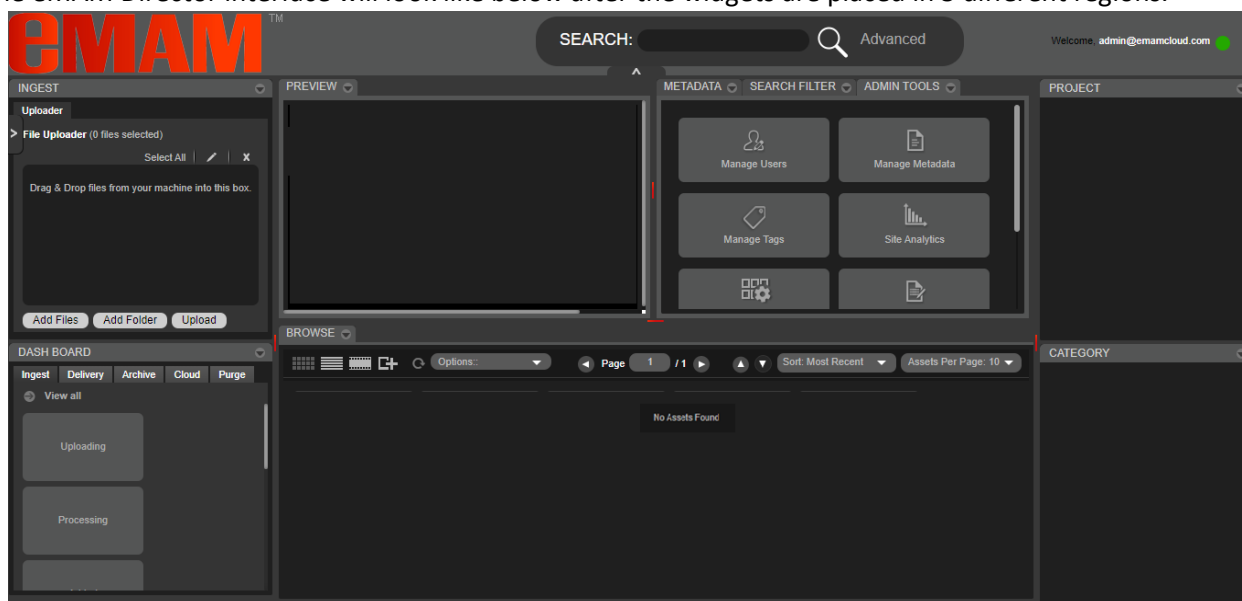 he eMAM Director interface will look like below after the widgets are placed in 5 different regions.
eMAM TM
SEARCH: Advanced
Welcome, admin@emamcloud.com
INGEST
Uploader
File Uploader (0 files selected)
Select All | | X
Drag & Drop files from your machine into this box.
Add Files Add Folder Upload
DASH BOARD
Ingest Delivery Archive Cloud Purge
View all
Uploading
Processing
PREVIEW
METADATA SEARCH FILTER ADMIN TOOLS
Manage Users Manage Metadata
Manage Tags Site Analytics
BROWSE
Options:: Page 1 / 1 Sort: Most Recent Assets Per Page: 10
No Assets Found
PROJECT
CATEGORY